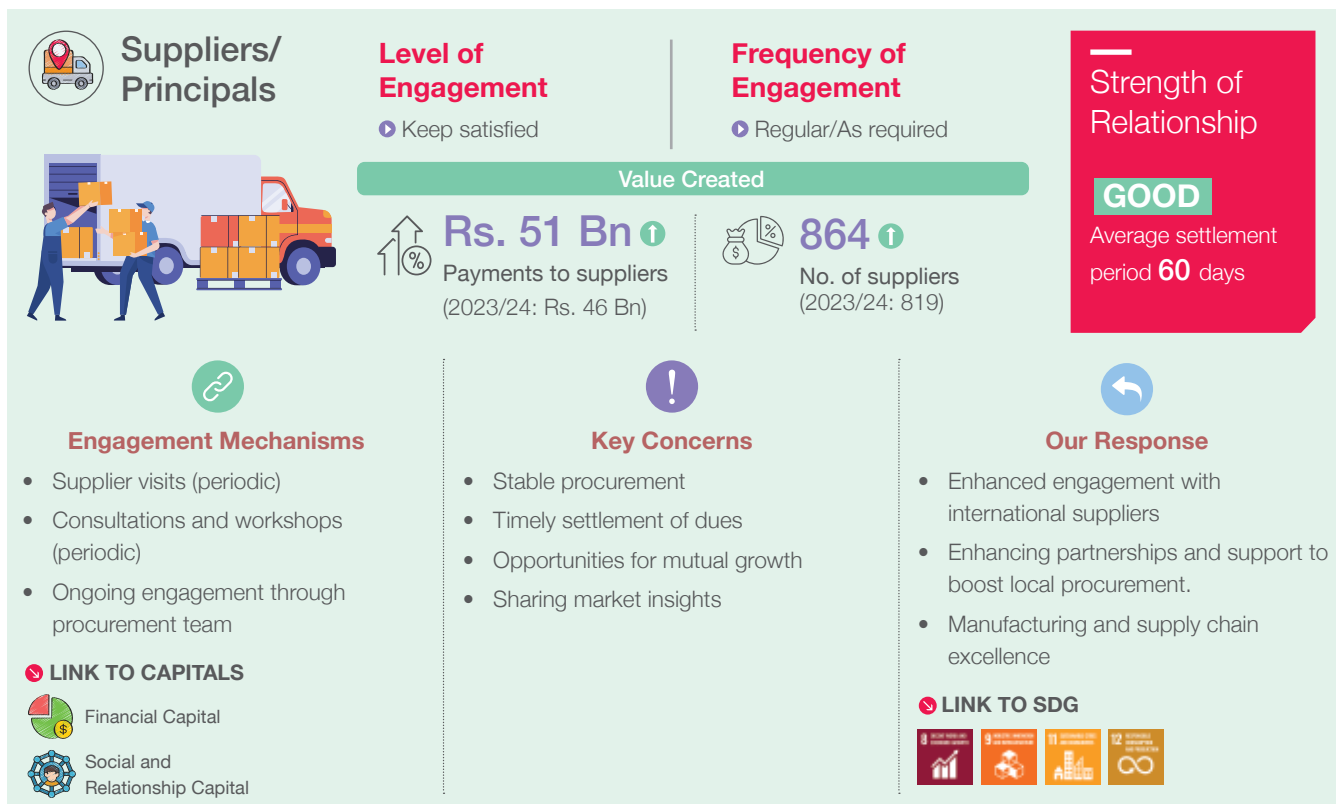 Suppliers/
Principals
Level of
Engagement
Keep satisfied
Frequency of
Engagement
Regular/As required
Strength of
Relationship
GOOD
Average settlement
period 60 days
Value Created
Rs. 51 Bn
Payments to suppliers
(2023/24: Rs. 46 Bn)
%
$
%
864
No. of suppliers
(2023/24: 819)
Engagement Mechanisms
• Supplier visits (periodic)
• Consultations and workshops
(periodic)
• Ongoing engagement through
procurement team
LINK TO CAPITALS
$
Financial Capital
Social and
Relationship Capital
!
Key Concerns
• Stable procurement
• Timely settlement of dues
• Opportunities for mutual growth
• Sharing market insights
Our Response
• Enhanced engagement with
international suppliers
• Enhancing partnerships and support to
boost local procurement.
• Manufacturing and supply chain
excellence
LINK TO SDG
8
9
11
12